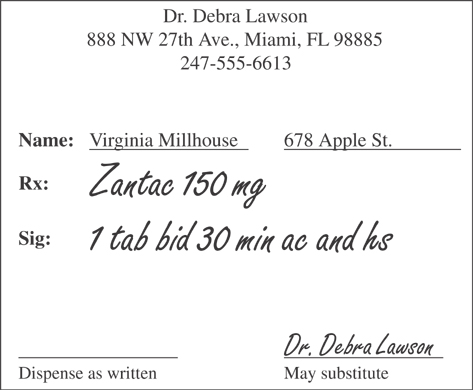 Dr. Debra Lawson
888 NW 27th Ave., Miami, FL 98885
247-555-6613
Name: Virginia Millhouse 678 Apple St.
Rx: Zantac 150 mg
Sig: 1 tab bid 30 min ac and hs
Dr. Debra Lawson
Dispense as written May substitute